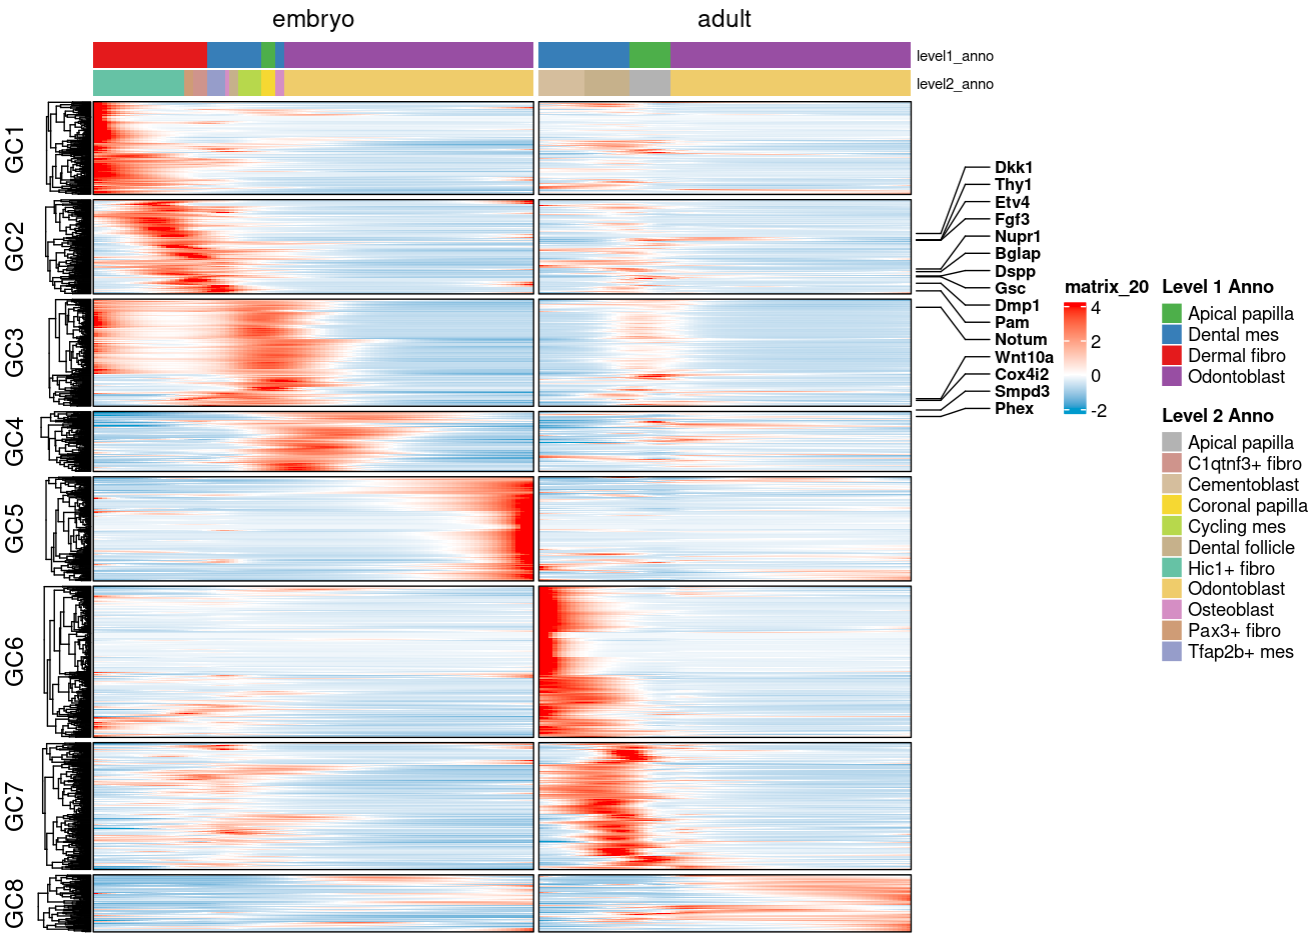 embryo
adult
level1_anno
level2_anno
GC1
GC2
GC3
GC4
GC5
GC6
GC7
GC8
Dkk1
Thy1
Etv4
Fgf3
Nupr1
Bglap
Dspp
Gsc
Dmp1
Pam
Notum
Wnt10a
Cox4i2
Smpd3
Phex
matrix_20
4
2
0
-2
Level 1 Anno
Apical papilla
Dental mes
Dermal fibro
Odontoblast
Level 2 Anno
Apical papilla
C1qtnf3+ fibro
Cementoblast
Coronal papilla
Cycling mes
Dental follicle
Hic1+ fibro
Odontoblast
Osteoblast
Pax3+ fibro
Tfap2b+ mes